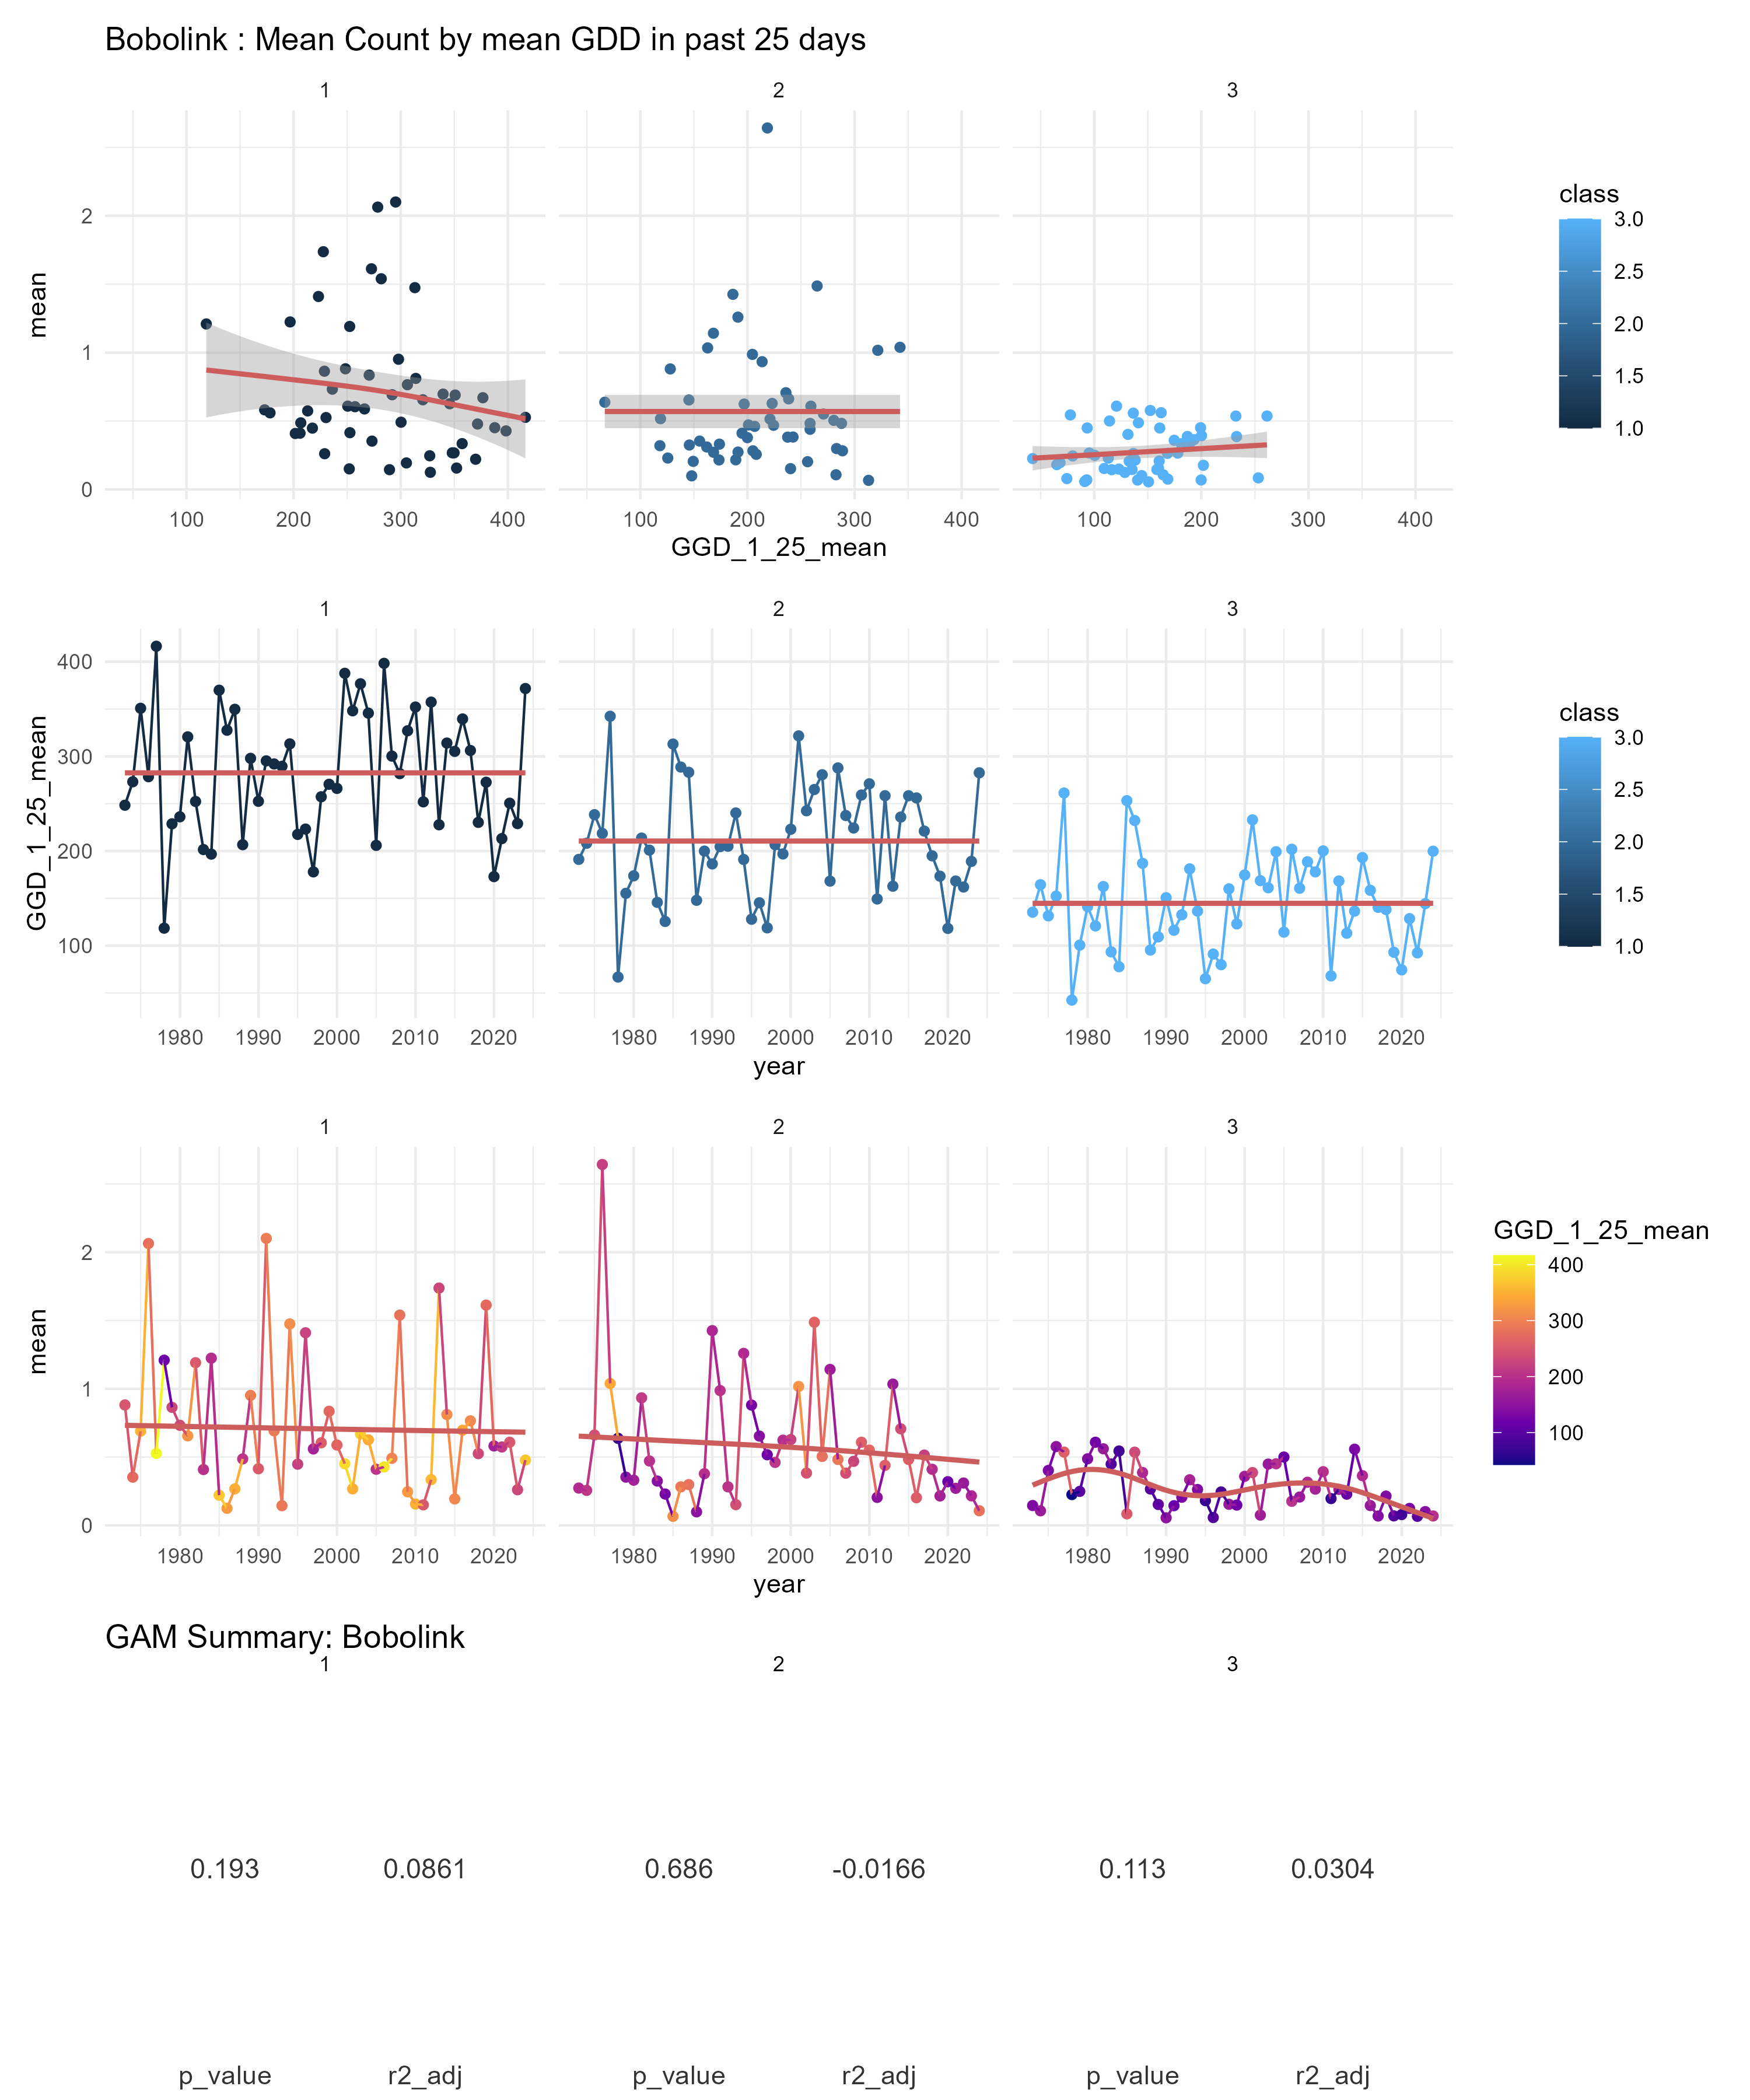 Bobolink : Mean Count by mean GDD in past 25 days
1 2 3
mean
2
1
0
100 200 300 400 100 200 300 400 100 200 300 400
GGD_1_25_mean
class
3.0
2.5
2.0
1.5
1.0
1 2 3
GGD_1_25_mean
400
300
200
100
1980 1990 2000 2010 2020 1980 1990 2000 2010 2020 1980 1990 2000 2010 2020
year
class
3.0
2.5
2.0
1.5
1.0
1 2 3
mean
2
1
0
1980 1990 2000 2010 2020 1980 1990 2000 2010 2020 1980 1990 2000 2010 2020
year
GGD_1_25_mean
400
300
200
100
GAM Summary: Bobolink
1 2 3
0.193 0.0861 0.686 -0.0166 0.113 0.0304
p_value r2_adj p_value r2_adj p_value r2_adj